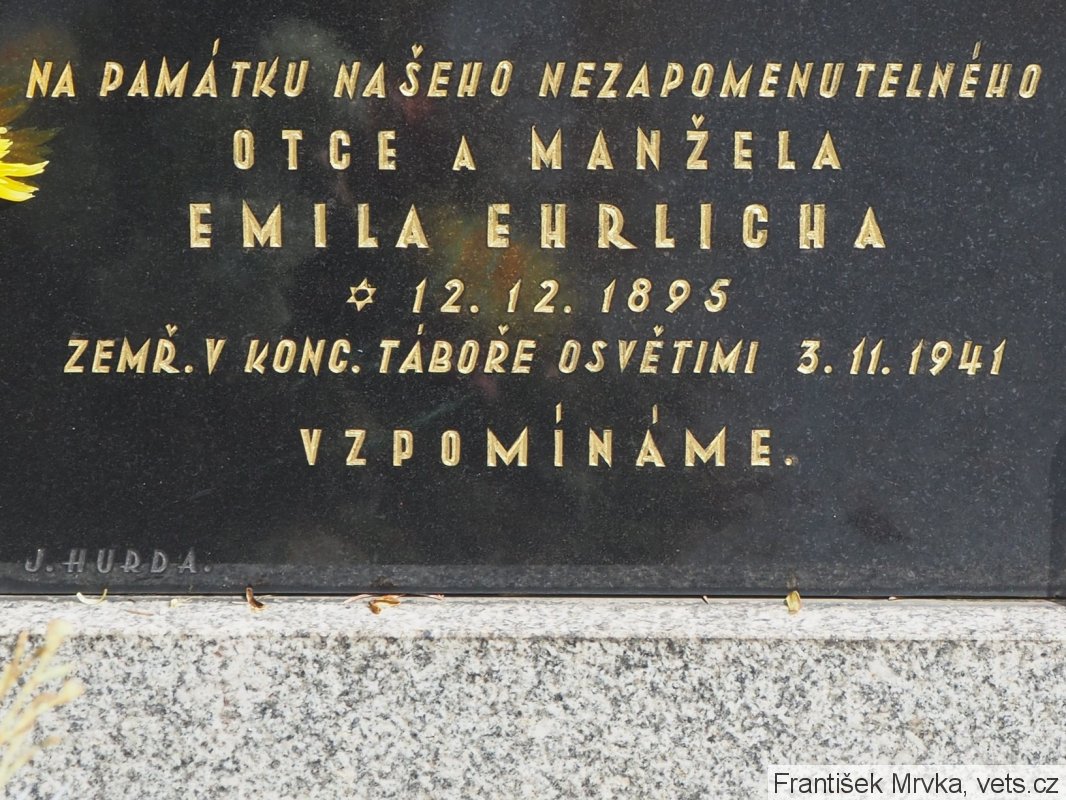 NA PAMÁTKU NAŠEHO NEZAPOMENUTELNÉHO
OTCE A MANŽELA
EMILA EHRLICHA
✡ 12. 12. 1895
ZEMŘ. V KONC. TÁBOŘE OSVĚTIMI 3. 11. 1941
VZPOMÍNÁME.
J. HURDA.
František Mrvka, vets.cz